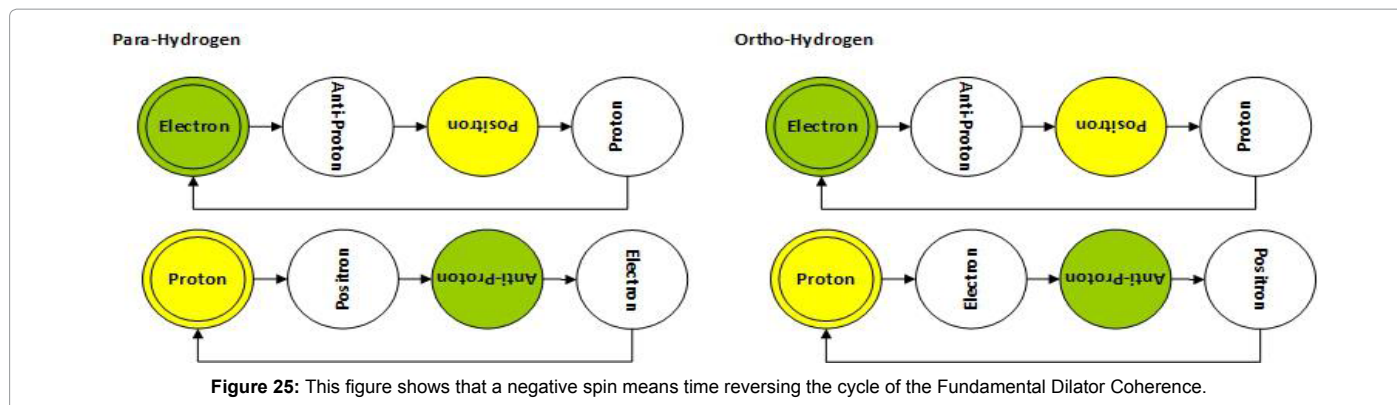 Para-Hydrogen
Electron
Anti-Proton
Positron
Proton
Proton
Positron
Anti-Proton
Electron
Ortho-Hydrogen
Electron
Anti-Proton
Positron
Proton
Proton
Electron
Anti-Proton
Positron
Figure 25: This figure shows that a negative spin means time reversing the cycle of the Fundamental Dilator Coherence.